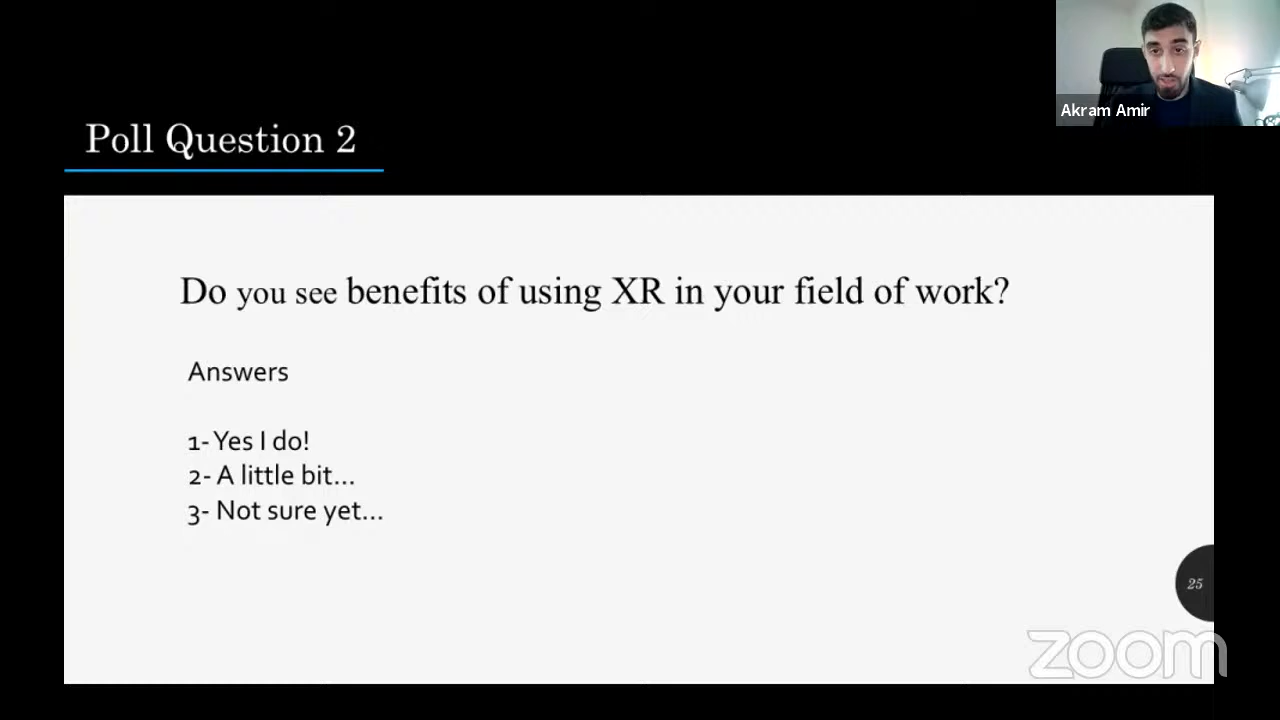 Akram Amir
Poll Question 2
Do you see benefits of using XR in your field of work?
Answers
1- Yes I do!
2- A little bit...
3- Not sure yet...
25
zoom